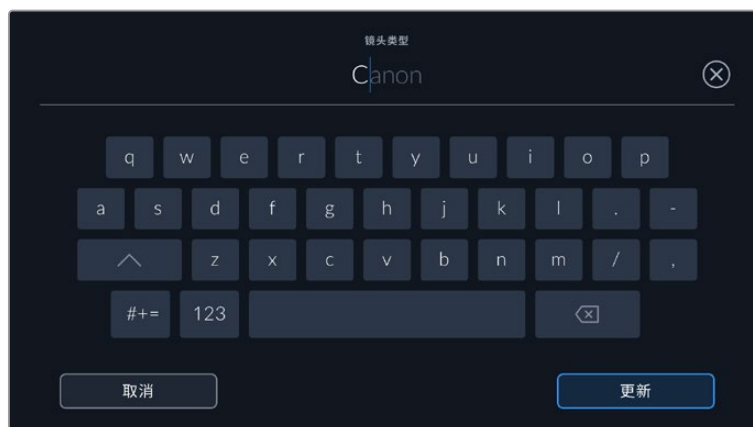 镜头类型
Canon
q w e r t y u i o p
a s d f g h j k l . -
z x c v b n m / ,
#+= 123
取消 更新